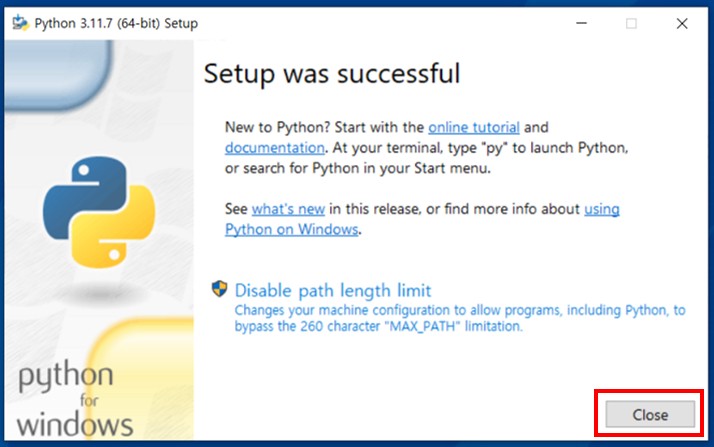 Python 3.11.7 (64-bit) Setup
Setup was successful
New to Python? Start with the online tutorial and
documentation. At your terminal, type "py" to launch Python,
or search for Python in your Start menu.
See what's new in this release, or find more info about using
Python on Windows.
Disable path length limit
Changes your machine configuration to allow programs, including Python, to
bypass the 260 character "MAX_PATH" limitation.
python
for
windows
Close